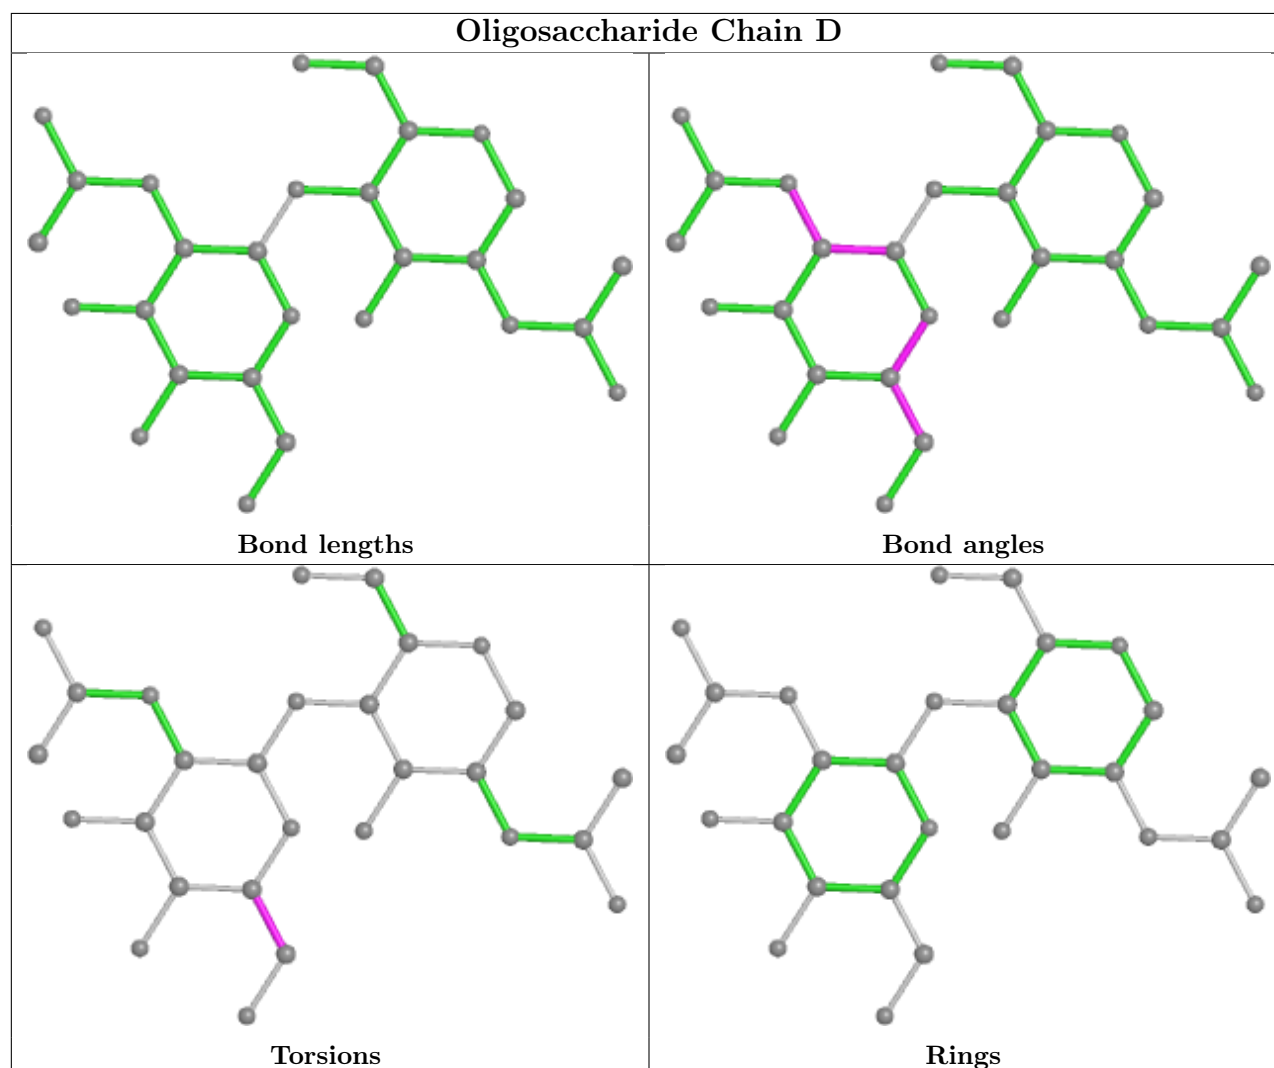 Oligosaccharide Chain D
Bond lengths
Bond angles
Torsions
Rings